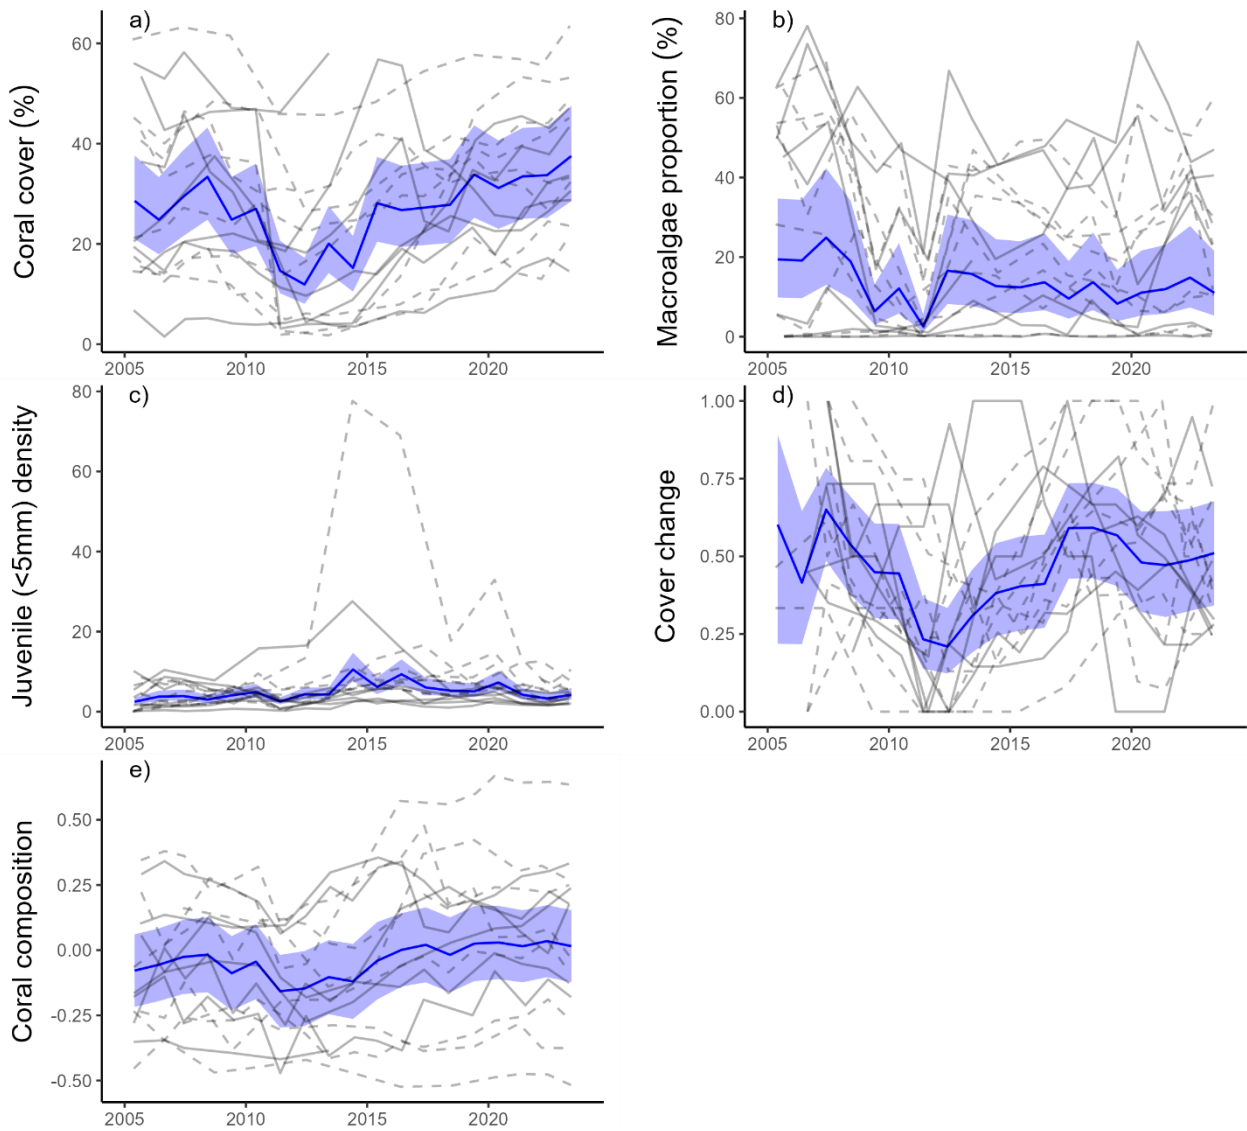 a)
Coral cover (%)
60
40
20
0
2005 2010 2015 2020
b)
Macroalgae proportion (%)
80
60
40
20
0
2005 2010 2015 2020
c)
Juvenile (<5mm) density
80
60
40
20
0
2005 2010 2015 2020
d)
Cover change
1.00
0.75
0.50
0.25
0.00
2005 2010 2015 2020
e)
Coral composition
0.50
0.25
0.00
-0.25
-0.50
2005 2010 2015 2020